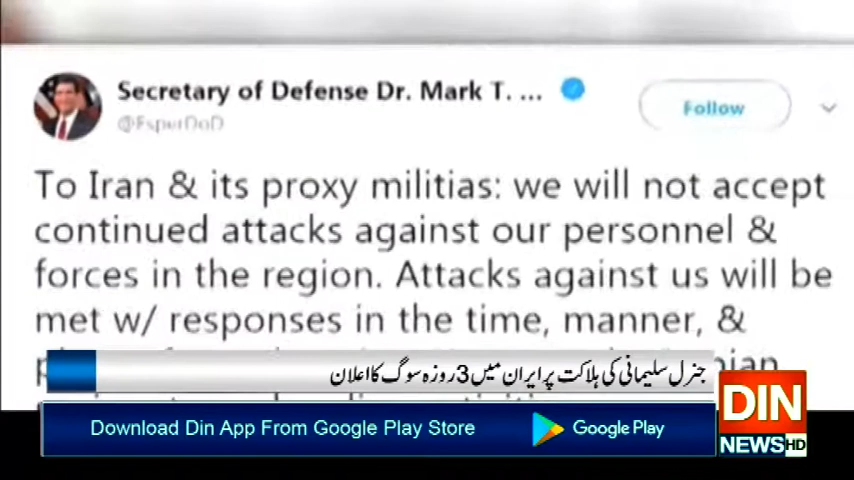 Secretary of Defense Dr. Mark T. ...
@EsperDoD
Follow
To Iran & its proxy militias: we will not accept
continued attacks against our personnel &
forces in the region. Attacks against us will be
met w/ responses in the time, manner, &
جنرل سلیمانی کی ہلاکت پر ایران میں 3 روزہ سوگ کا اعلان
Download Din App From Google Play Store
Google Play
DIN
NEWS HD